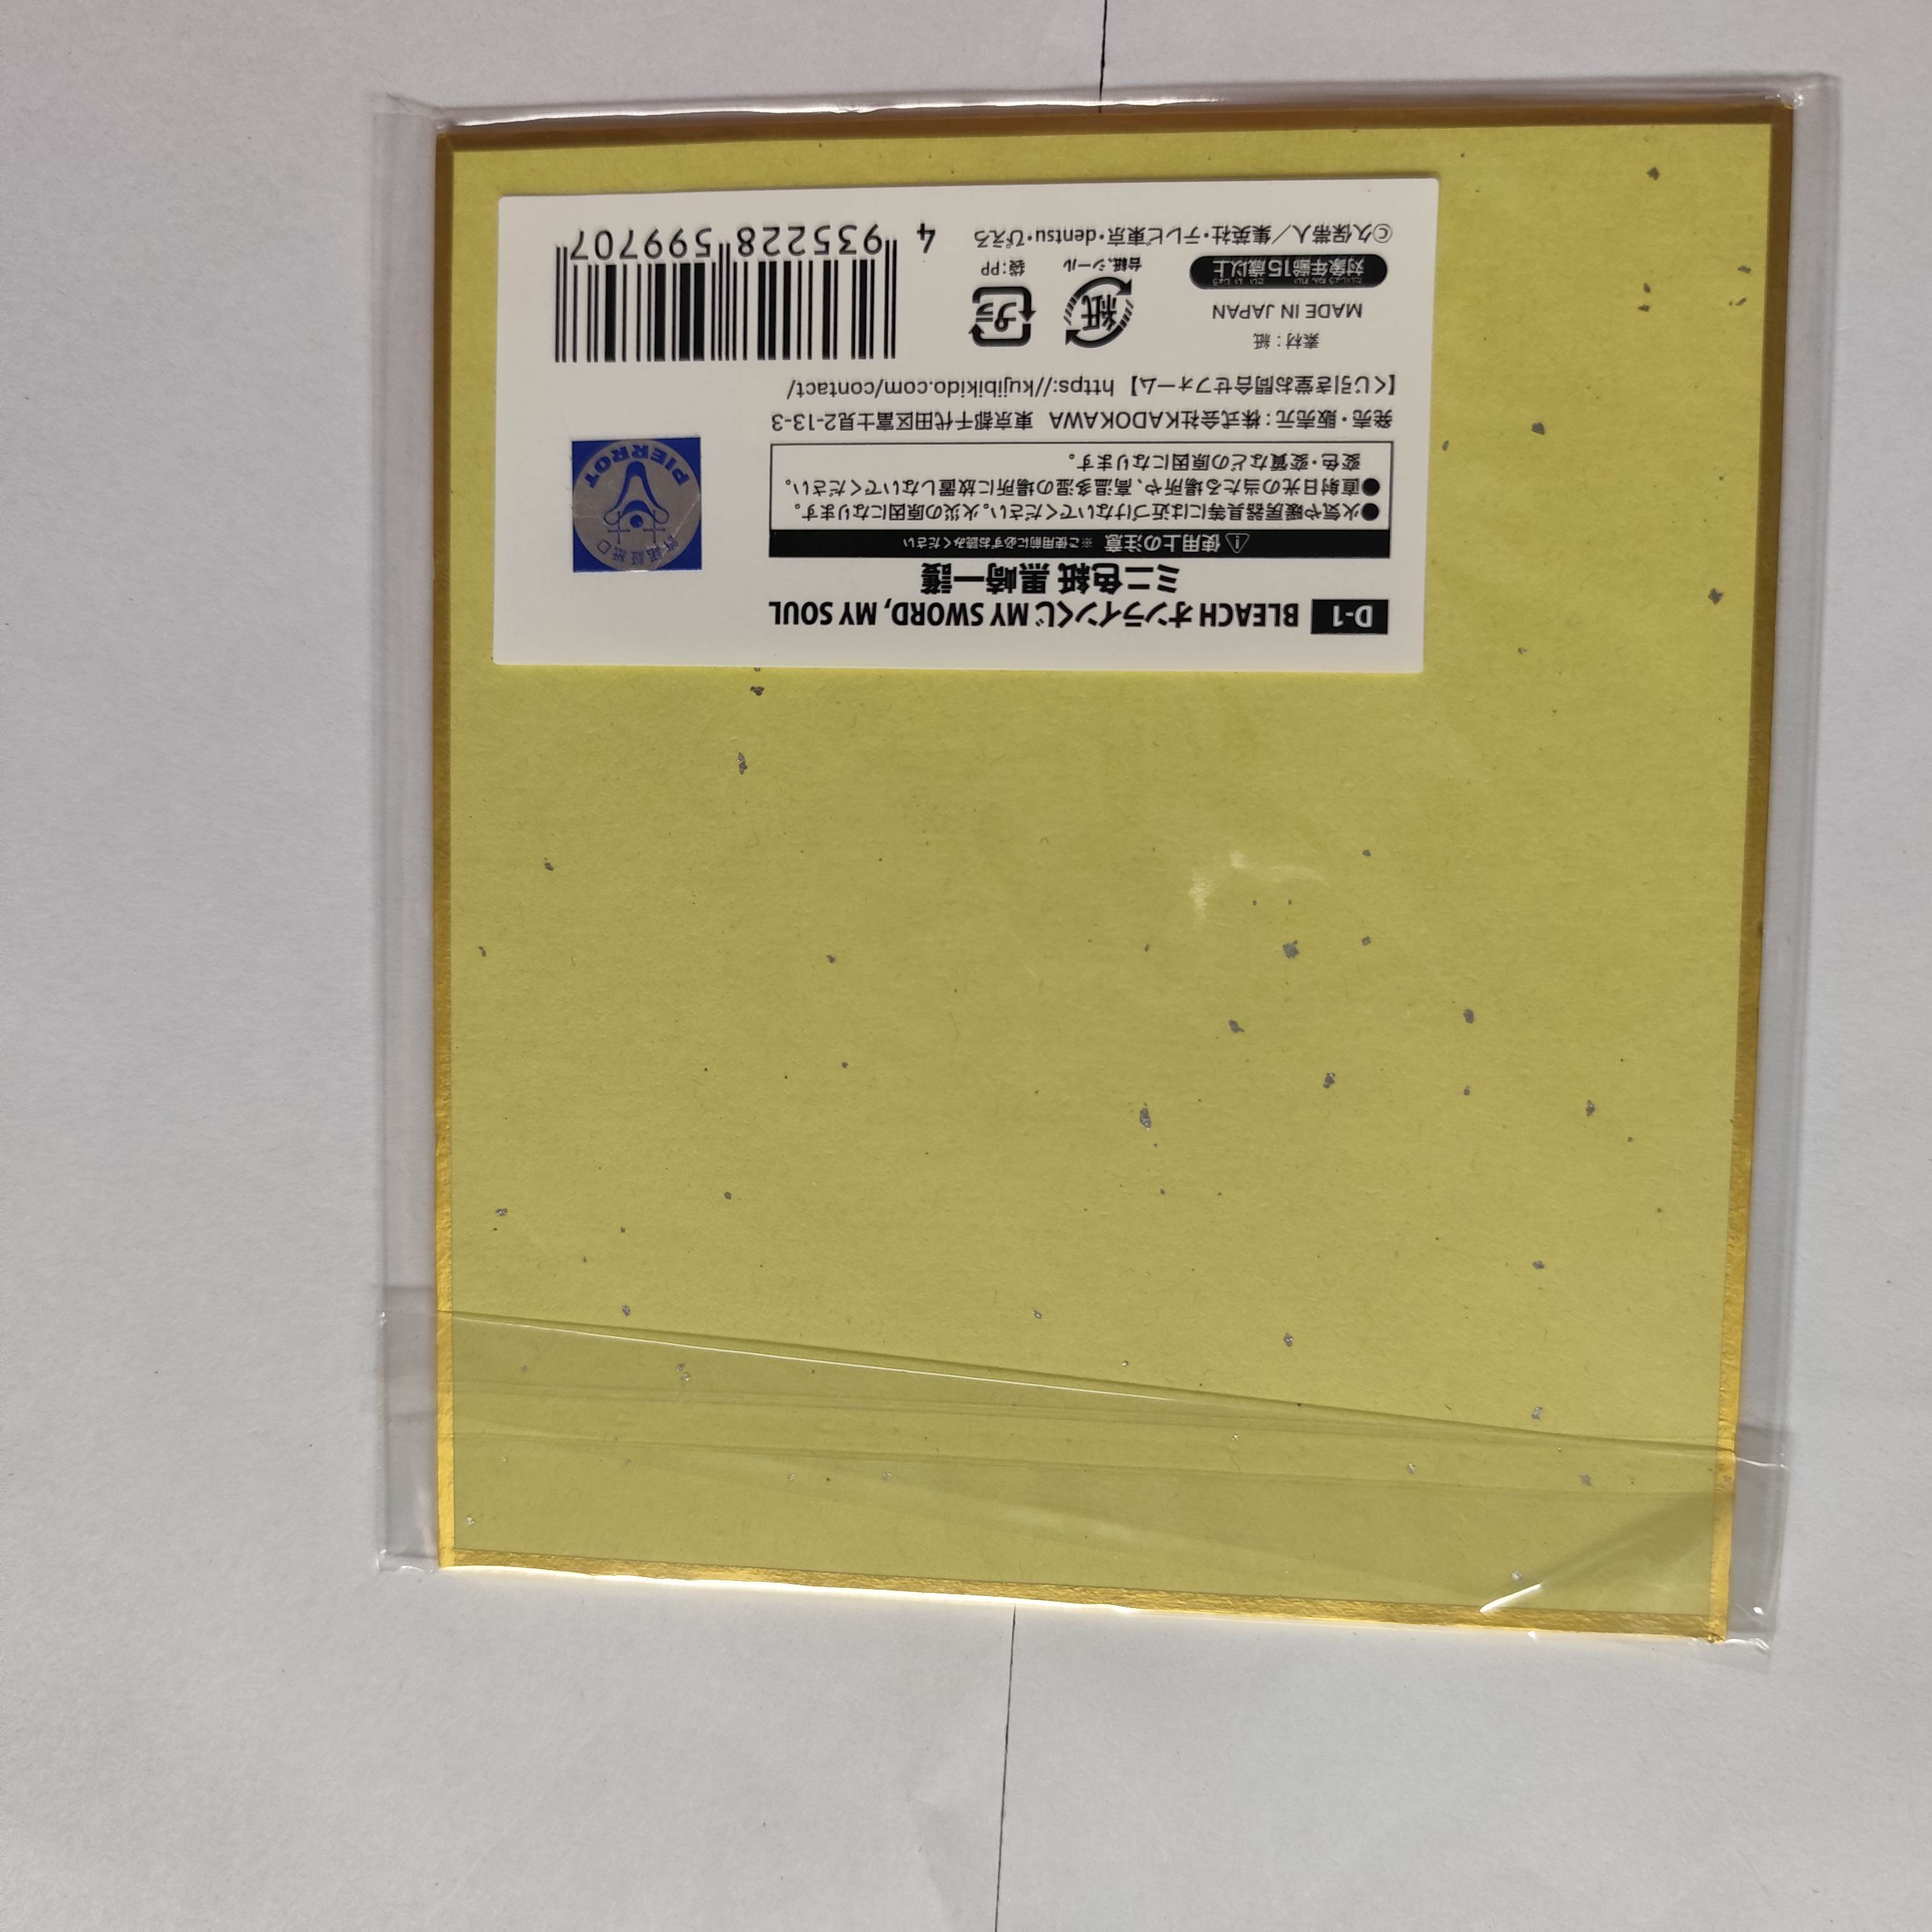 D-1 BLEACH オンラインくじ MY SWORD, MY SOUL
ミニ色紙 黒崎一護
使用上の注意 ※ご使用前に必ずお読みください
●火気や暖房器具等には近づけないでください。火災の原因になります。
●直射日光の当たる場所や、高温多湿の場所に放置しないでください。
変色・変質などの原因になります。
発売・販売元：株式会社KADOKAWA 東京都千代田区富士見2-13-3
【くじ引き堂お問合せフォーム】 https://kujibikido.com/contact/
素材：紙
MADE IN JAPAN
対象年齢15歳以上
©久保帯人／集英社・テレビ東京・dentsu・ぴえろ
紙
台紙、シール
プラ
袋：PP
4 935228 599707
許諾証紙D
PIERROT